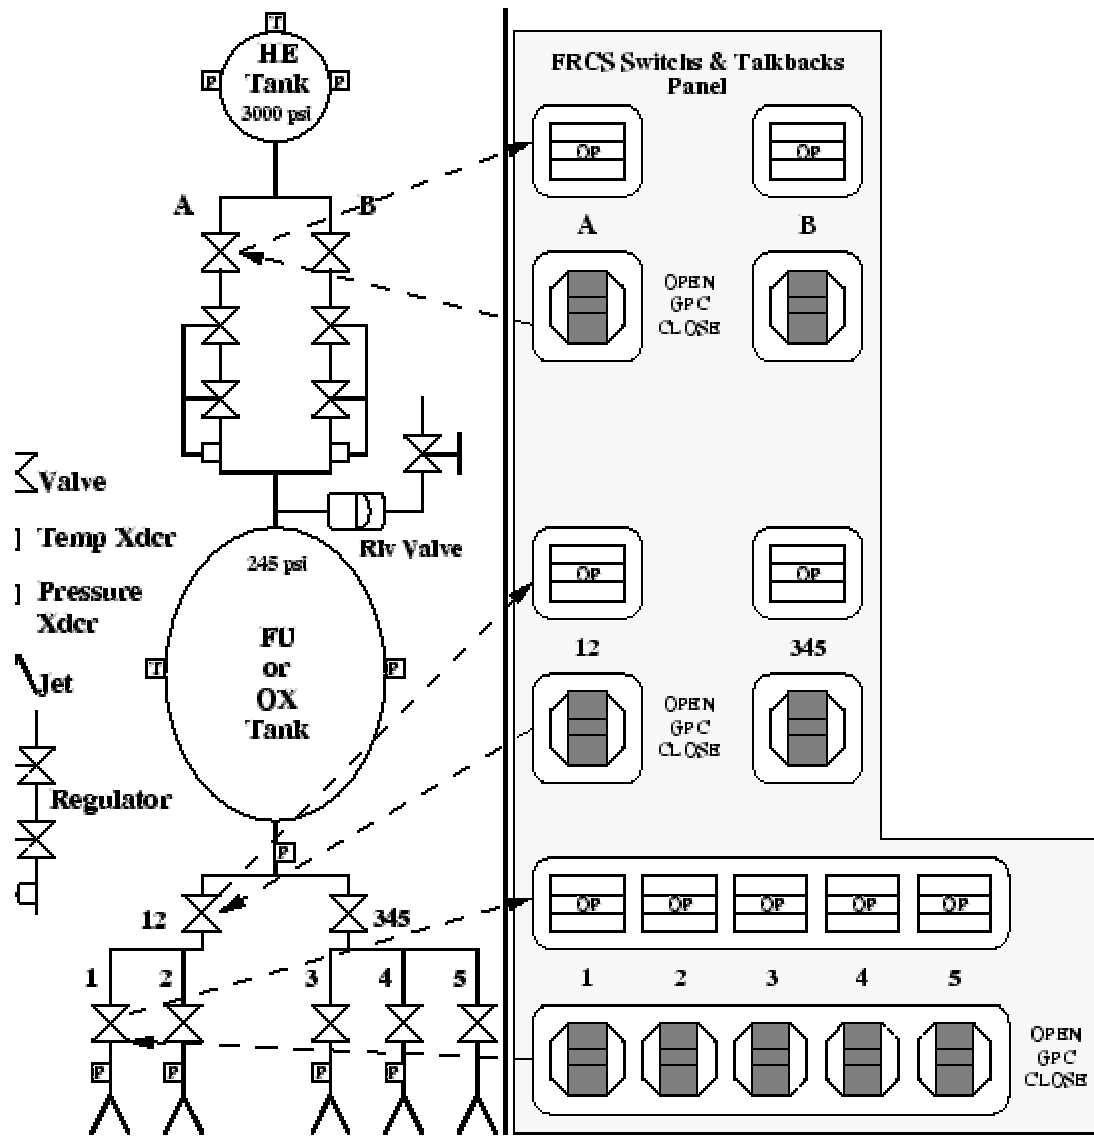 T
HE
Tank
3000 psi
P
P
A
B
Valve
Temp Xdcr
Pressure
Xdcr
Jet
Regulator
Rlv Valve
245 psi
FU
or
OX
Tank
T
P
P
12
345
1
2
3
4
5
P
P
P
P
FRCS Switchs & Talkbacks
Panel
OP
OP
A
B
OPEN
GPC
CLOSE
OP
OP
12
345
OPEN
GPC
CLOSE
OP
OP
OP
OP
OP
1
2
3
4
5
OPEN
GPC
CLOSE